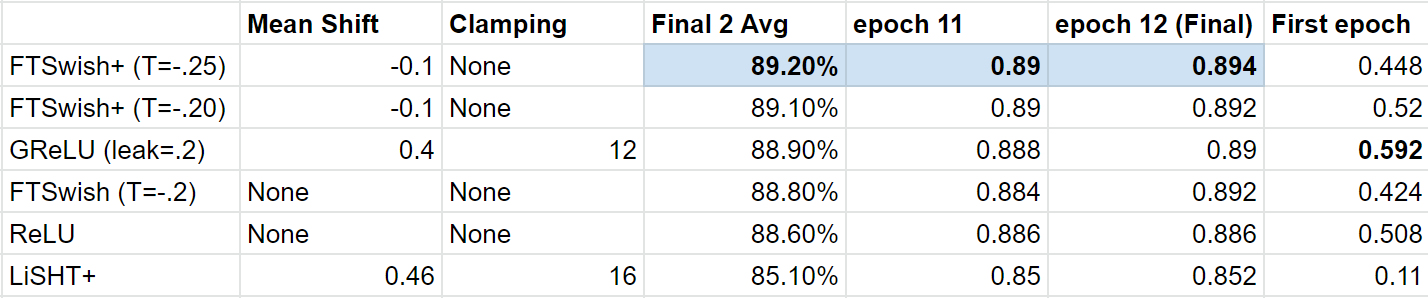 Mean Shift Clamping Final 2 Avg epoch 11 epoch 12 (Final) First epoch
FTSwish+ (T=-.25) -0.1 None 89.20% 0.89 0.894 0.448
FTSwish+ (T=-.20) -0.1 None 89.10% 0.89 0.892 0.52
GReLU (leak=.2) 0.4 12 88.90% 0.888 0.89 0.592
FTSwish (T=-.2) None None 88.80% 0.884 0.892 0.424
ReLU None None 88.60% 0.886 0.886 0.508
LiSHT+ 0.46 16 85.10% 0.85 0.852 0.11